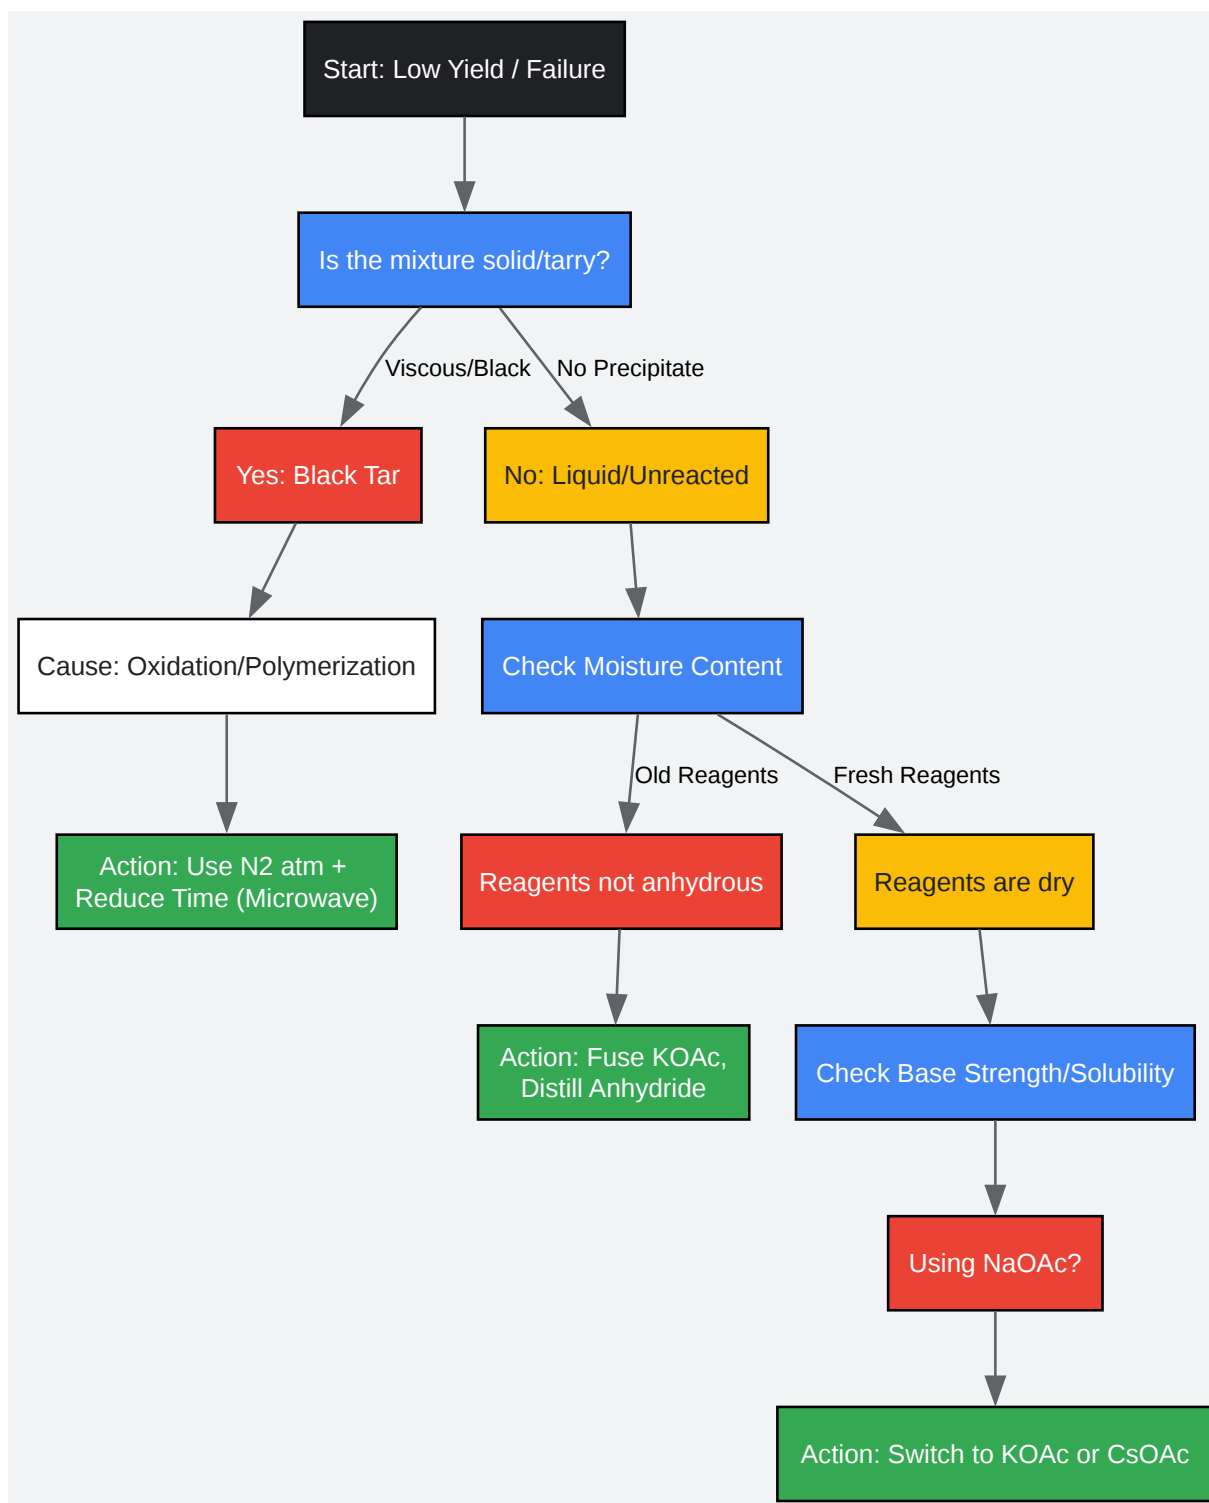 Start: Low Yield / Failure
Is the mixture solid/tarry?
Viscous/Black
No Precipitate
Yes: Black Tar
No: Liquid/Unreacted
Cause: Oxidation/Polymerization
Check Moisture Content
Old Reagents
Fresh Reagents
Action: Use N2 atm +
Reduce Time (Microwave)
Reagents not anhydrous
Reagents are dry
Action: Fuse KOAc,
Distill Anhydride
Check Base Strength/Solubility
Using NaOAc?
Action: Switch to KOAc or CsOAc